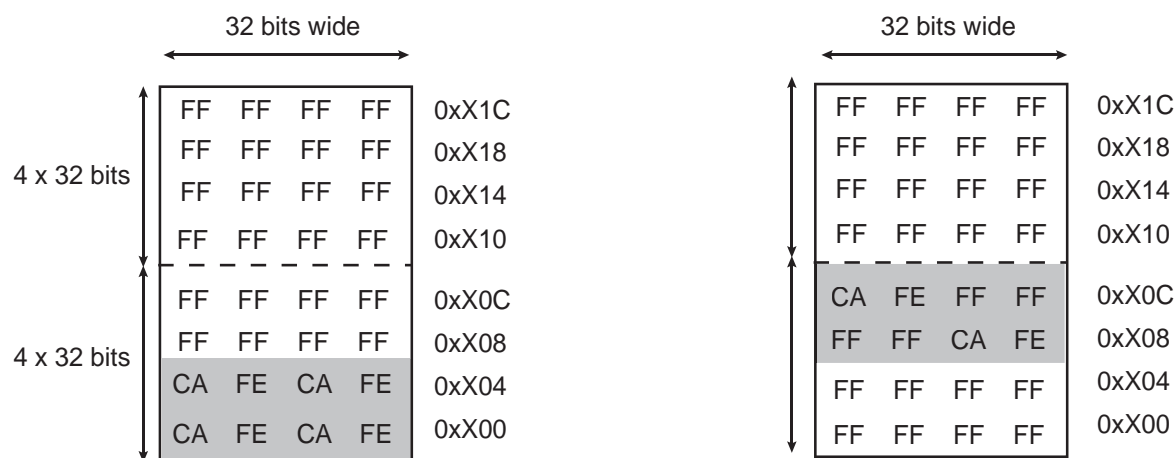 32 bits wide
FF FF FF FF 0xX1C
FF FF FF FF 0xX18
4 x 32 bits
FF FF FF FF 0xX14
FF FF FF FF 0xX10
FF FF FF FF 0xX0C
FF FF FF FF 0xX08
4 x 32 bits
CA FE CA FE 0xX04
CA FE CA FE 0xX00
32 bits wide
FF FF FF FF 0xX1C
FF FF FF FF 0xX18
FF FF FF FF 0xX14
FF FF FF FF 0xX10
CA FE FF FF 0xX0C
FF FF CA FE 0xX08
FF FF FF FF 0xX04
FF FF FF FF 0xX00